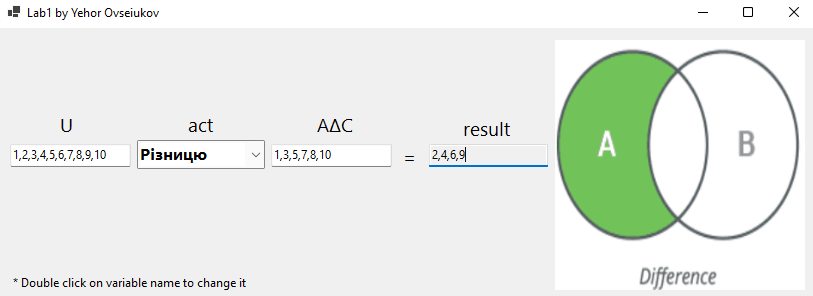 Lab1 by Yehor Ovseiukov
U act AΔC result
1,2,3,4,5,6,7,8,9,10 Різницю 1,3,5,7,8,10 = 2,4,6,9
A B
Difference
* Double click on variable name to change it